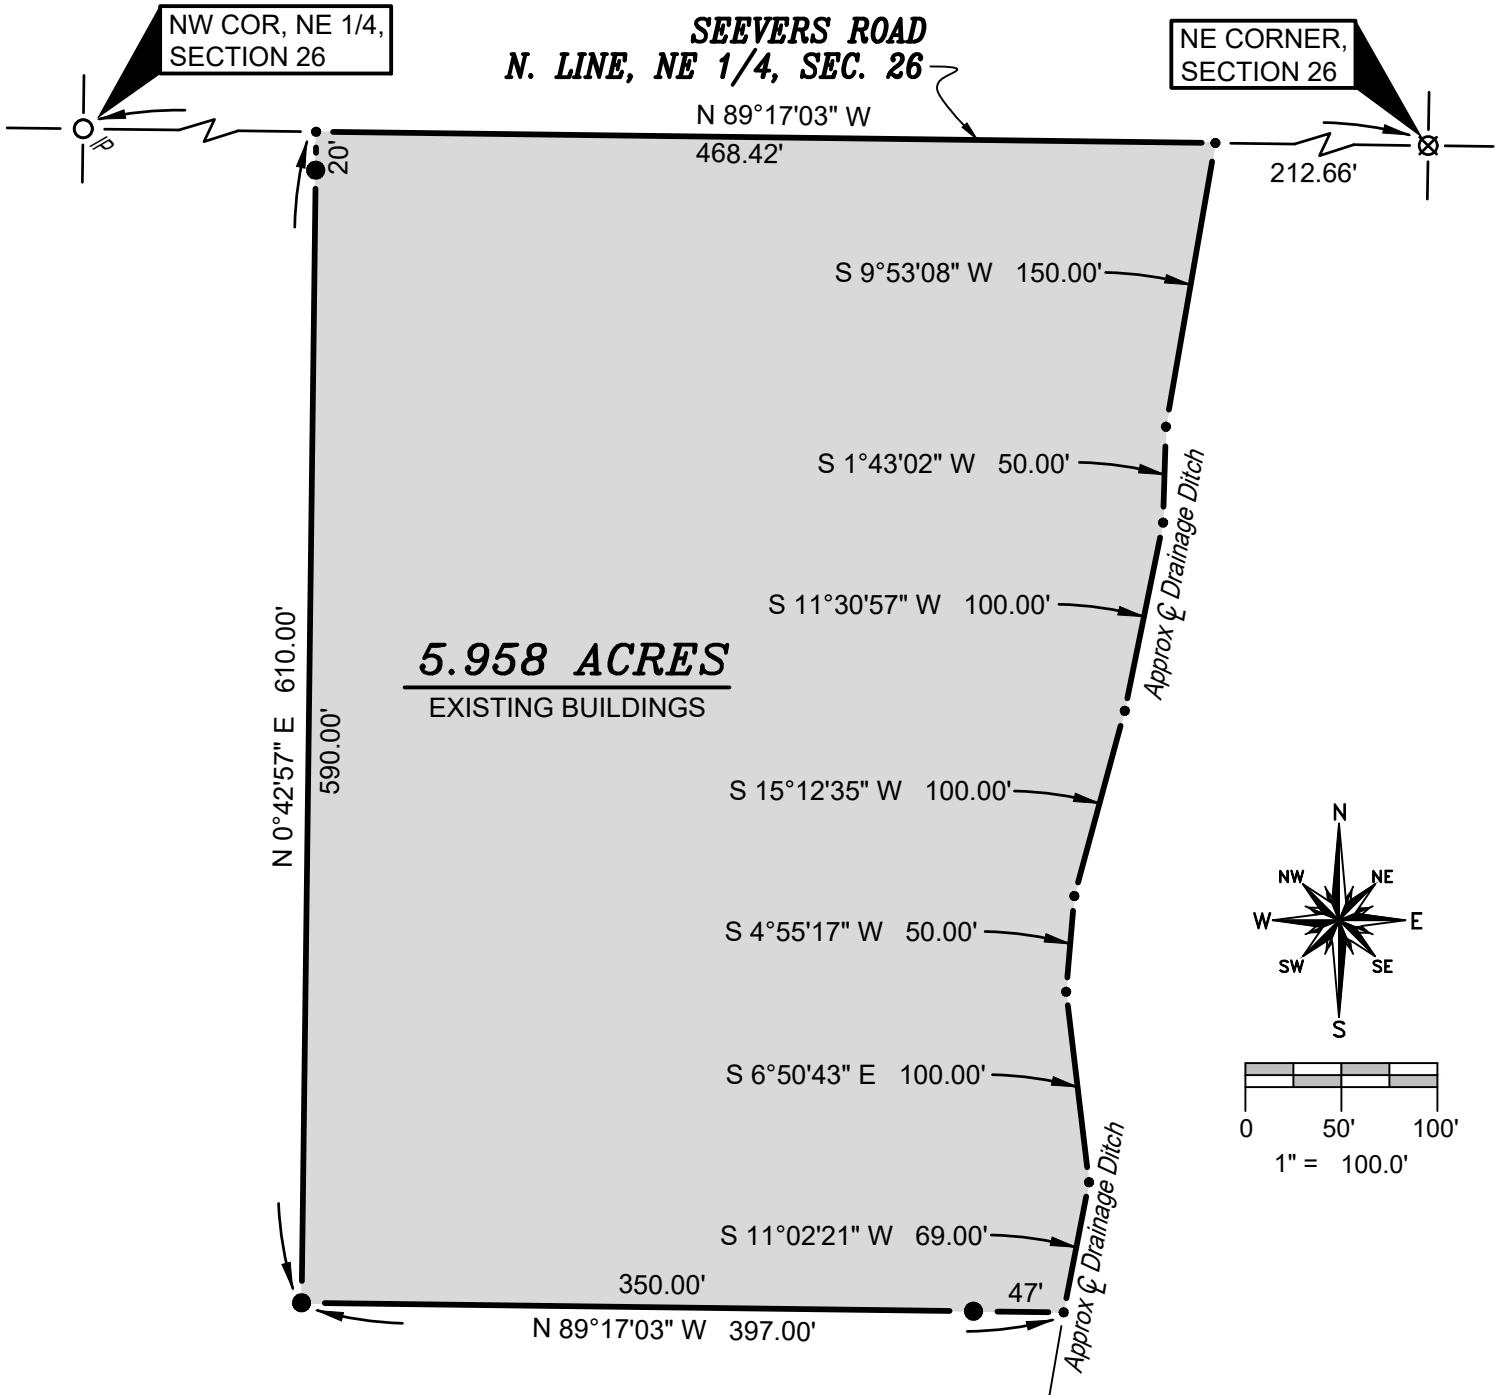 NW COR, NE 1/4,
SECTION 26
SEEVERS ROAD
N. LINE, NE 1/4, SEC. 26
NE CORNER,
SECTION 26
N 89°17'03" W
468.42'
212.66'
IP
20'
S 9°53'08" W 150.00'
S 1°43'02" W 50.00'
Approx ℄ Drainage Ditch
S 11°30'57" W 100.00'
N 0°42'57" E 610.00'
590.00'
5.958 ACRES
EXISTING BUILDINGS
S 15°12'35" W 100.00'
S 4°55'17" W 50.00'
S 6°50'43" E 100.00'
S 11°02'21" W 69.00'
Approx ℄ Drainage Ditch
350.00'
47'
N 89°17'03" W 397.00'
N
NW
NE
W
E
SW
SE
S
0 50' 100'
1" = 100.0'